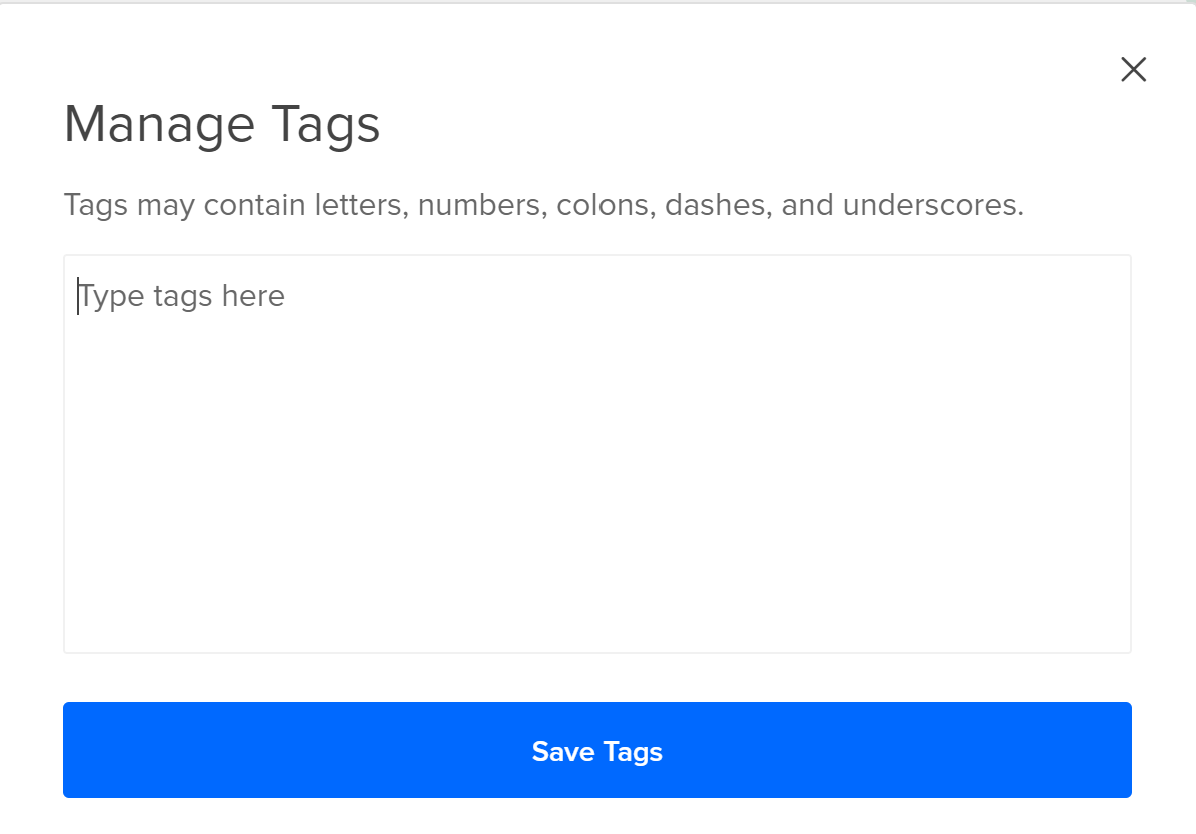 Manage Tags
Tags may contain letters, numbers, colons, dashes, and underscores.
Type tags here
Save Tags